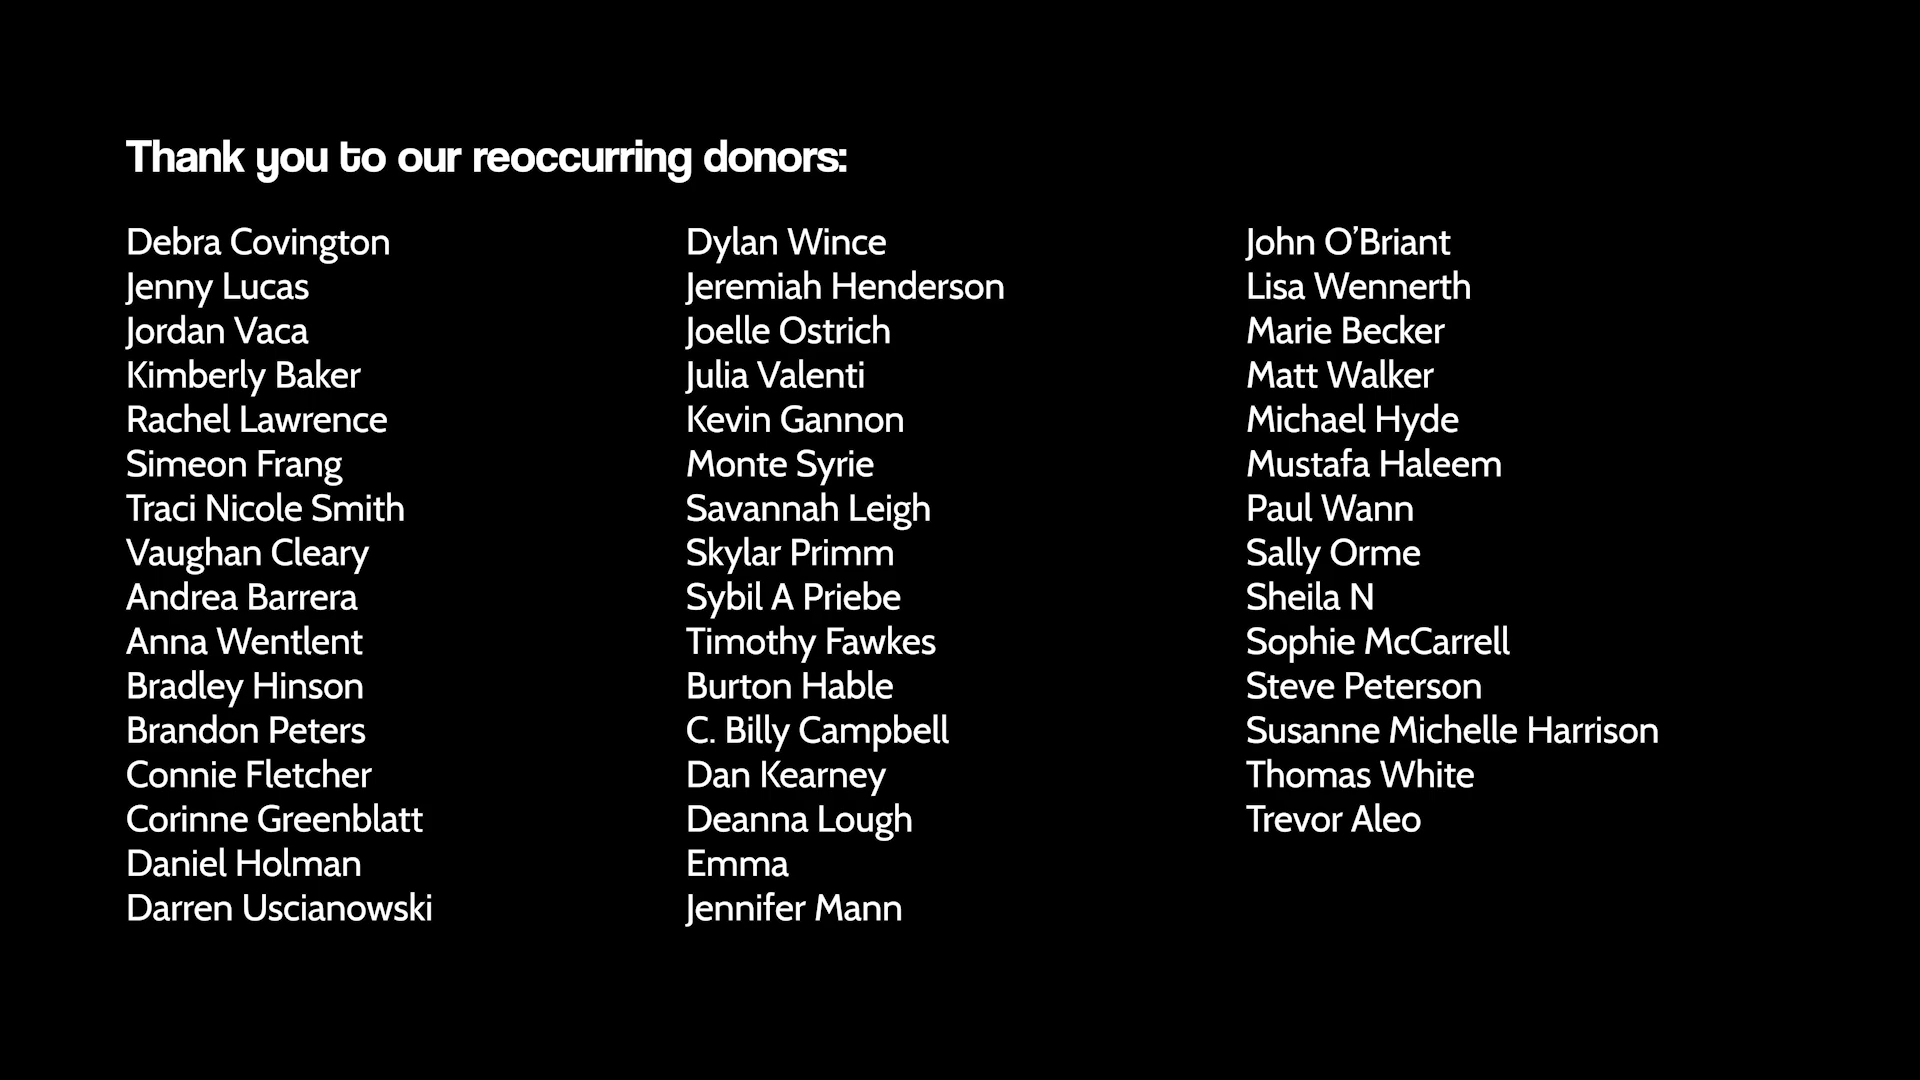 Thank you to our reoccurring donors:
Debra Covington
Jenny Lucas
Jordan Vaca
Kimberly Baker
Rachel Lawrence
Simeon Frang
Traci Nicole Smith
Vaughan Cleary
Andrea Barrera
Anna Wentlent
Bradley Hinson
Brandon Peters
Connie Fletcher
Corinne Greenblatt
Daniel Holman
Darren Uscianowski
Dylan Wince
Jeremiah Henderson
Joelle Ostrich
Julia Valenti
Kevin Gannon
Monte Syrie
Savannah Leigh
Skylar Primm
Sybil A Priebe
Timothy Fawkes
Burton Hable
C. Billy Campbell
Dan Kearney
Deanna Lough
Emma
Jennifer Mann
John O’Briant
Lisa Wennerth
Marie Becker
Matt Walker
Michael Hyde
Mustafa Haleem
Paul Wann
Sally Orme
Sheila N
Sophie McCarrell
Steve Peterson
Susanne Michelle Harrison
Thomas White
Trevor Aleo